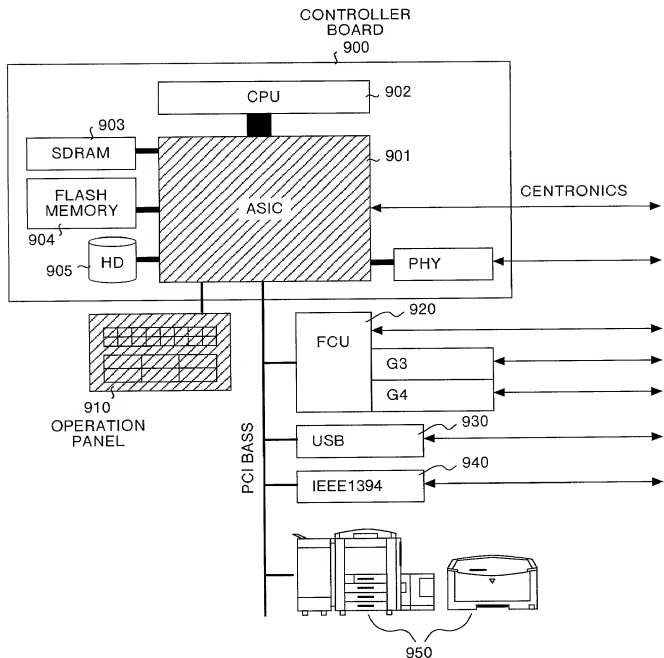 CONTROLLER
BOARD
900
CPU
902
903
SDRAM
901
FLASH
MEMORY
904
ASIC
CENTRONICS
905
HD
PHY
920
FCU
G3
G4
910
OPERATION
PANEL
930
USB
PCI BASS
940
IEEE1394
950